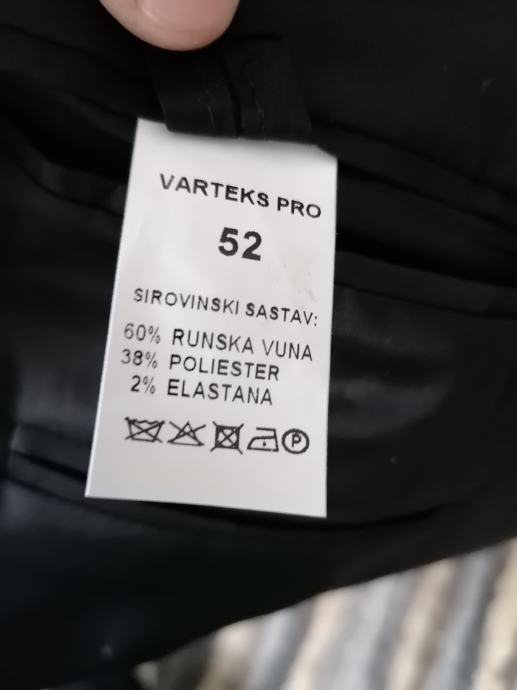 VARTEKS PRO
52
SIROVINSKI SASTAV:
60% RUNSKA VUNA
38% POLIESTER
2% ELASTANA
P